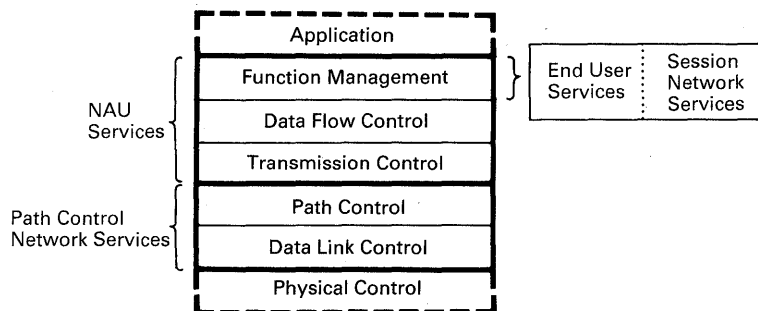 Application
Function Management
Data Flow Control
Transmission Control
Path Control
Data Link Control
Physical Control
NAU
Services
Path Control
Network Services
End User
Services
Session
Network
Services